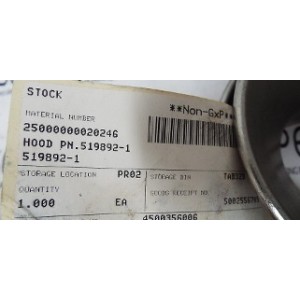 STOCK
**Non-GxP*
MATERIAL NUMBER
25000000020246
HOOD PN.519892-1
519892-1
STORAGE LOCATION PR02 STORAGE BIN
QUANTITY GOODS RECEIPT NO
1.000 EA
4500356006